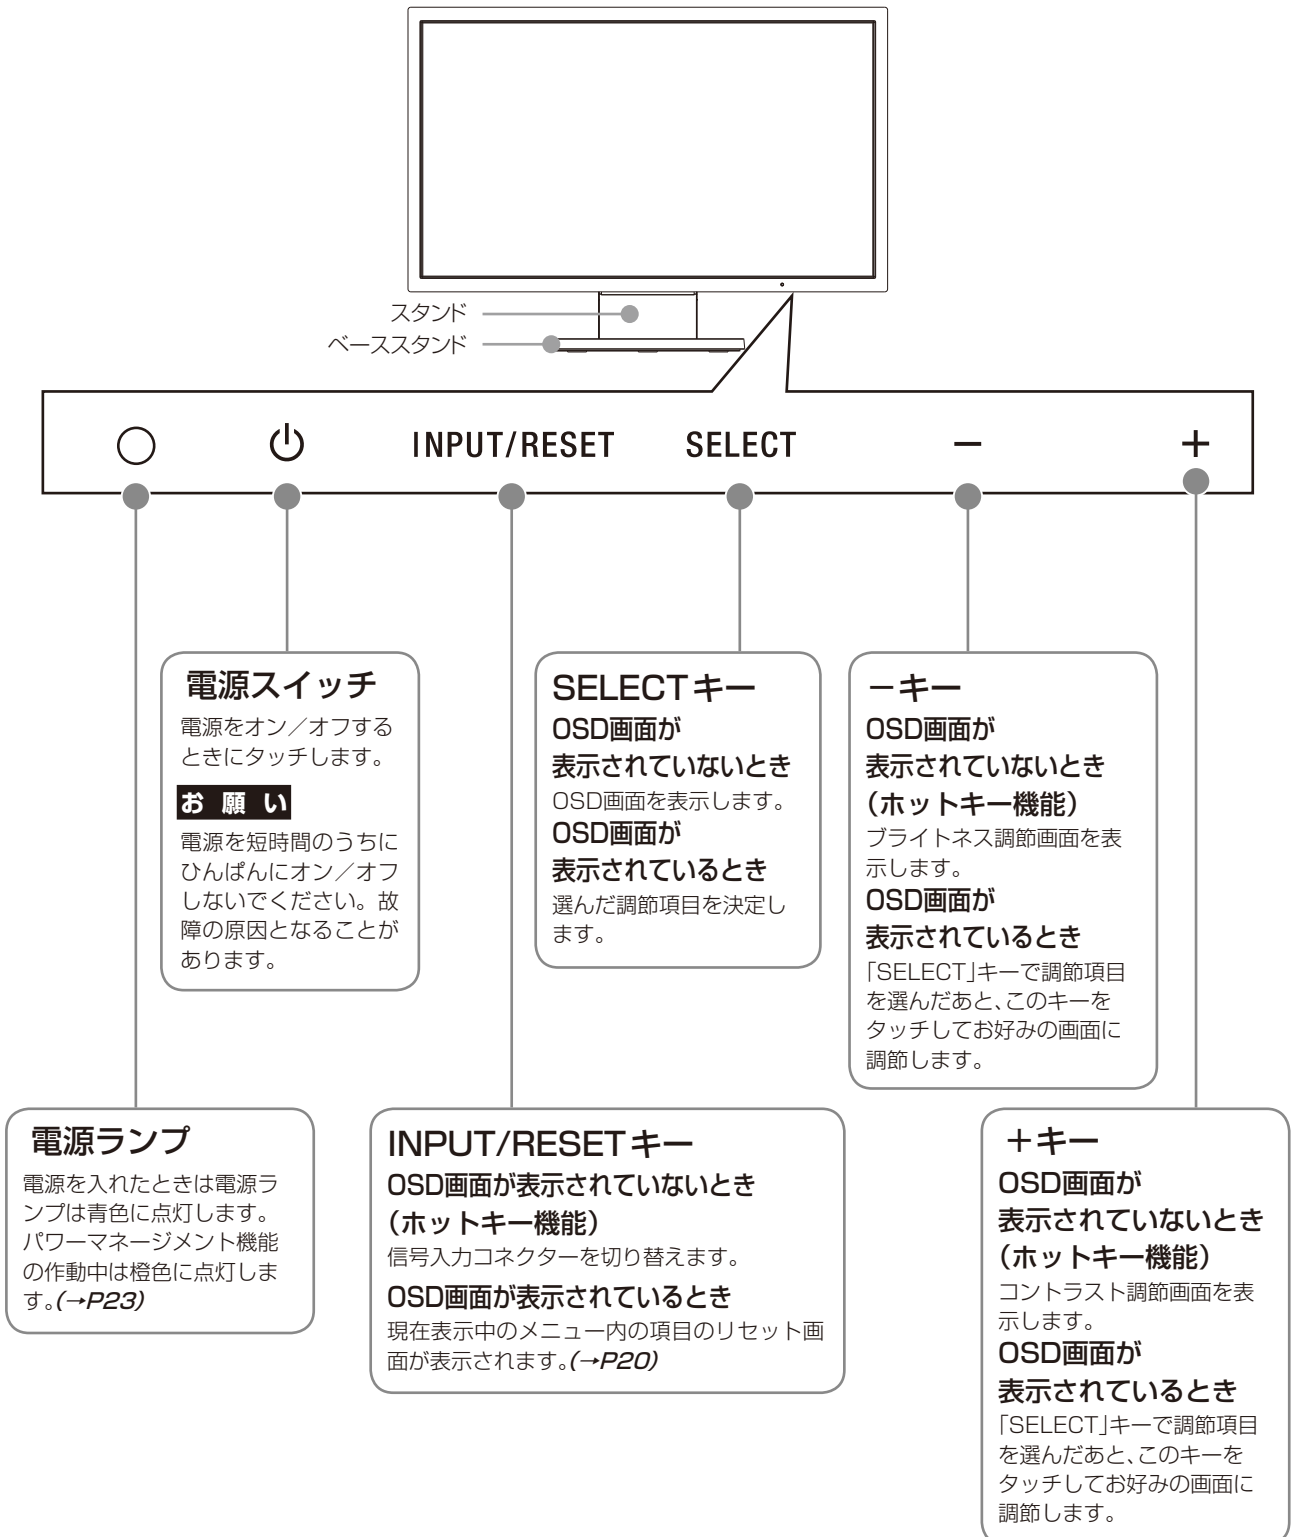 スタンド
ベーススタンド
INPUT/RESET SELECT − +
電源スイッチ
電源をオン／オフする
ときにタッチします。
お 願 い
電源を短時間のうちに
ひんぱんにオン／オフ
しないでください。故
障の原因となることが
あります。
SELECTキー
OSD画面が
表示されていないとき
OSD画面を表示します。
OSD画面が
表示されているとき
選んだ調節項目を決定し
ます。
−キー
OSD画面が
表示されていないとき
（ホットキー機能）
ブライトネス調節画面を表
示します。
OSD画面が
表示されているとき
「SELECT」キーで調節項目
を選んだあと、このキーを
タッチしてお好みの画面に
調節します。
電源ランプ
電源を入れたときは電源ラ
ンプは青色に点灯します。
パワーマネージメント機能
の作動中は橙色に点灯しま
す。(→P23)
INPUT/RESETキー
OSD画面が表示されていないとき
（ホットキー機能）
信号入力コネクターを切り替えます。
OSD画面が表示されているとき
現在表示中のメニュー内の項目のリセット画
面が表示されます。(→P20)
＋キー
OSD画面が
表示されていないとき
（ホットキー機能）
コントラスト調節画面を表
示します。
OSD画面が
表示されているとき
「SELECT」キーで調節項目
を選んだあと、このキーを
タッチしてお好みの画面に
調節します。